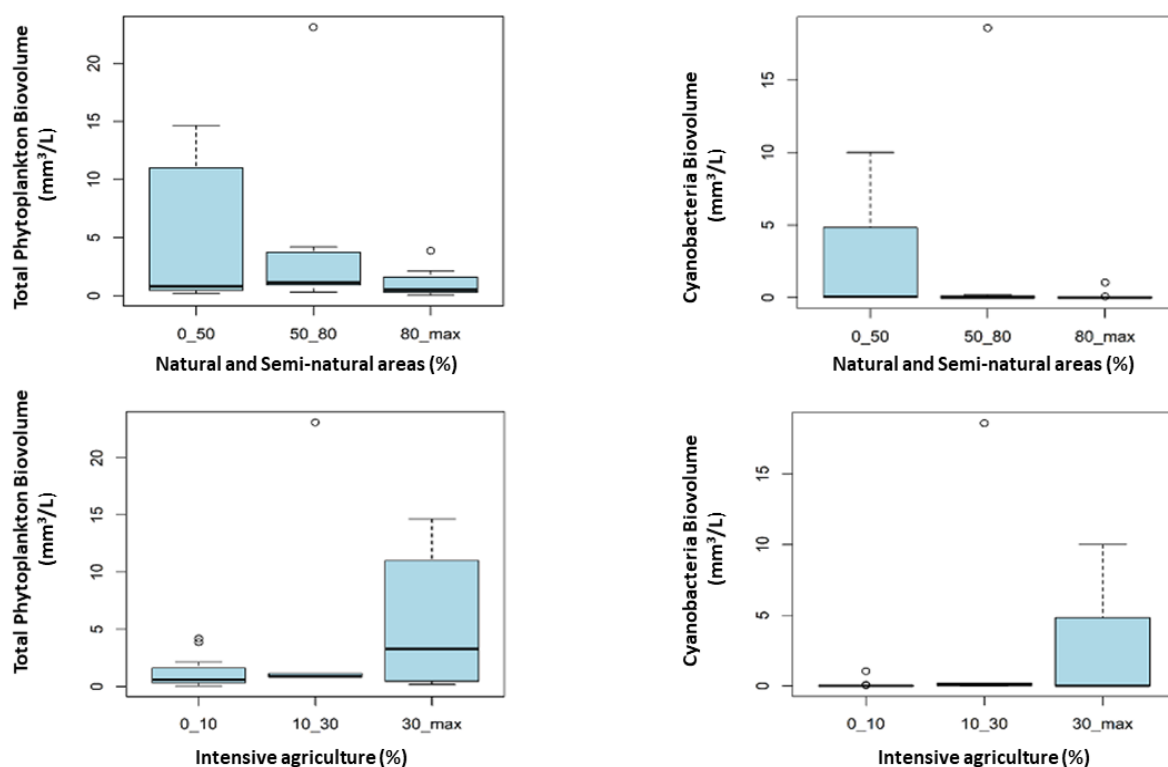 Total Phytoplankton Biovolume
(mm³/L)
20
15
10
5
0
0_50 50_80 80_max
Natural and Semi-natural areas (%)
Cyanobacteria Biovolume
(mm³/L)
15
10
5
0
0_50 50_80 80_max
Natural and Semi-natural areas (%)
Total Phytoplankton Biovolume
(mm³/L)
20
15
10
5
0
0_10 10_30 30_max
Intensive agriculture (%)
Cyanobacteria Biovolume
(mm³/L)
15
10
5
0
0_10 10_30 30_max
Intensive agriculture (%)